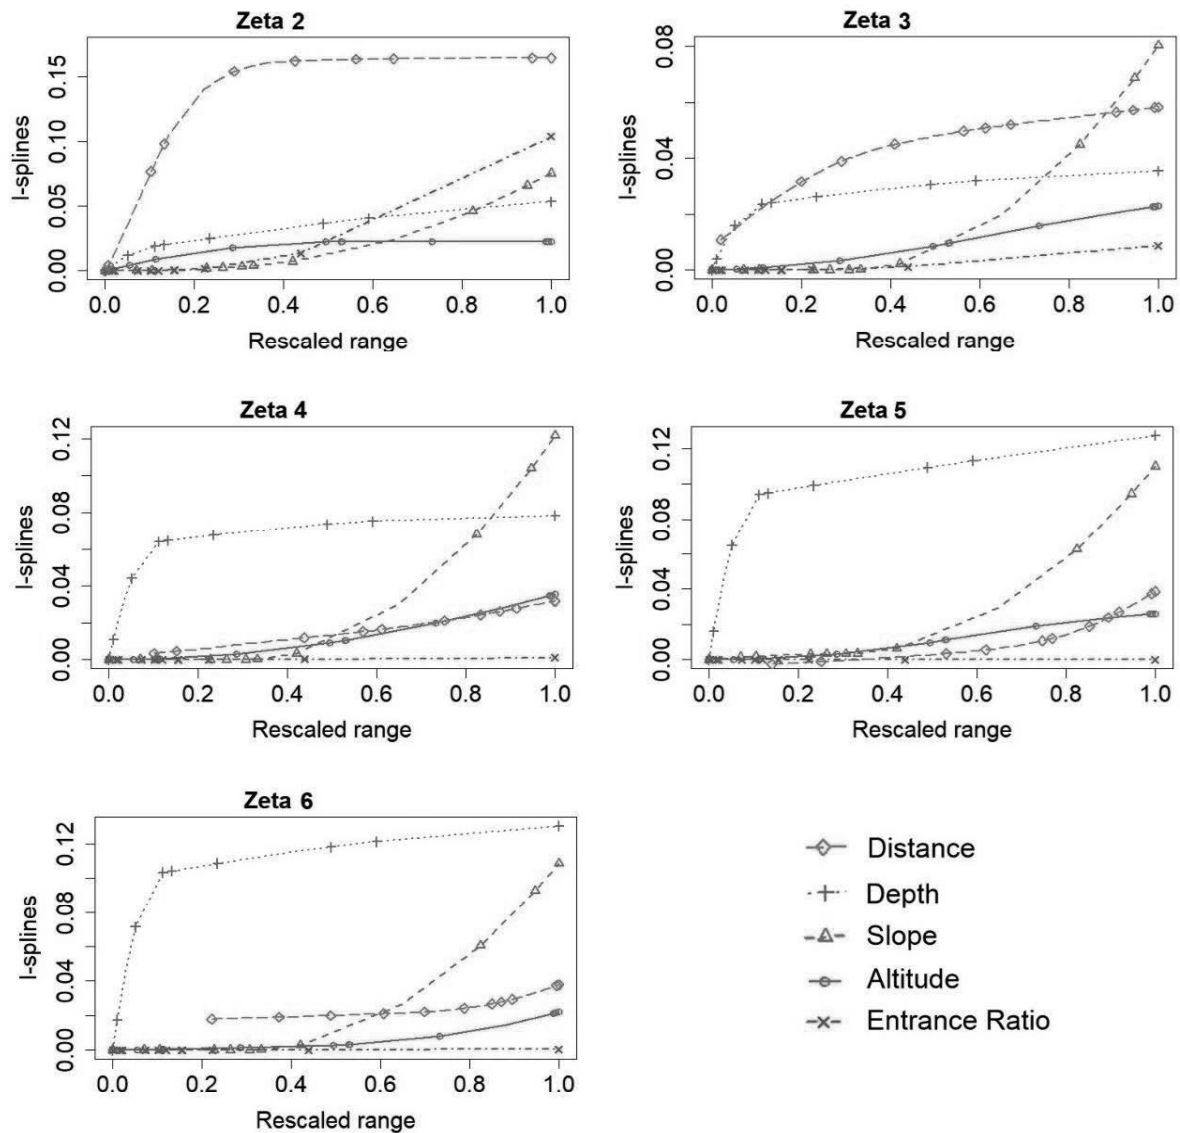 Zeta 2
I-splines
0.00 0.05 0.10 0.15
0.0 0.2 0.4 0.6 0.8 1.0
Rescaled range
Zeta 3
I-splines
0.00 0.04 0.08
0.0 0.2 0.4 0.6 0.8 1.0
Rescaled range
Zeta 4
I-splines
0.00 0.04 0.08 0.12
0.0 0.2 0.4 0.6 0.8 1.0
Rescaled range
Zeta 5
I-splines
0.00 0.04 0.08 0.12
0.0 0.2 0.4 0.6 0.8 1.0
Rescaled range
Zeta 6
I-splines
0.00 0.04 0.08 0.12
0.0 0.2 0.4 0.6 0.8 1.0
Rescaled range
Distance
Depth
Slope
Altitude
Entrance Ratio